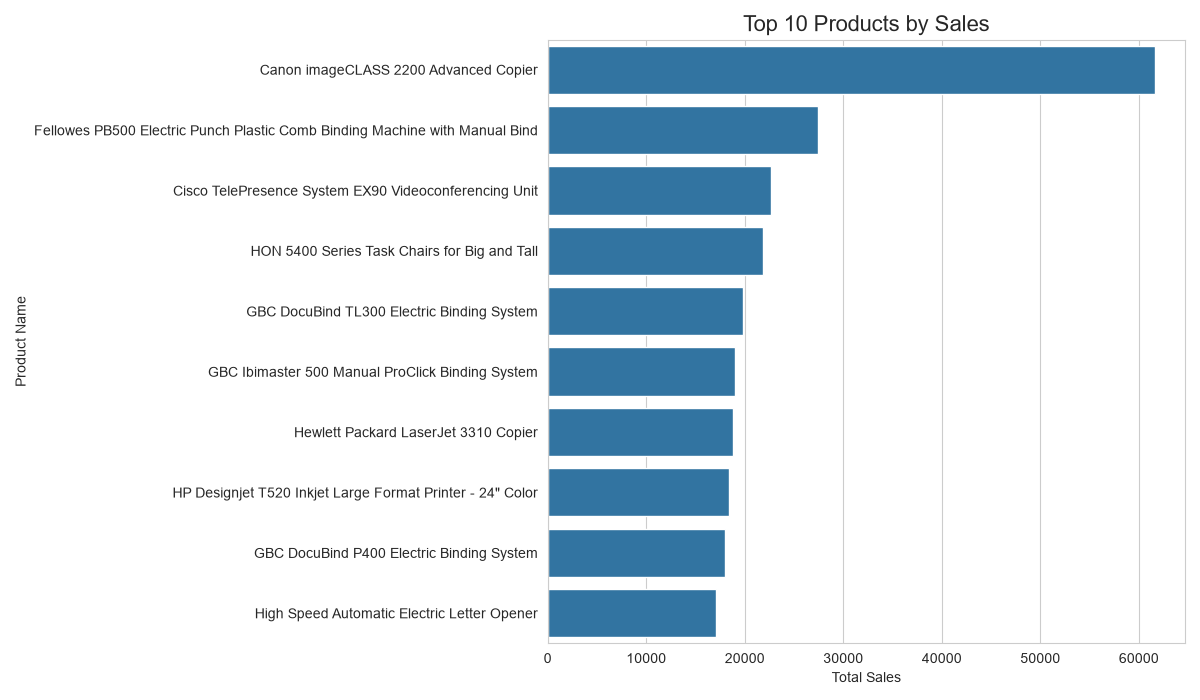 Top 10 Products by Sales
Canon imageCLASS 2200 Advanced Copier
Fellowes PB500 Electric Punch Plastic Comb Binding Machine with Manual Bind
Cisco TelePresence System EX90 Videoconferencing Unit
HON 5400 Series Task Chairs for Big and Tall
GBC DocuBind TL300 Electric Binding System
GBC Ibimaster 500 Manual ProClick Binding System
Hewlett Packard LaserJet 3310 Copier
HP Designjet T520 Inkjet Large Format Printer - 24" Color
GBC DocuBind P400 Electric Binding System
High Speed Automatic Electric Letter Opener
Product Name
0 10000 20000 30000 40000 50000 60000
Total Sales